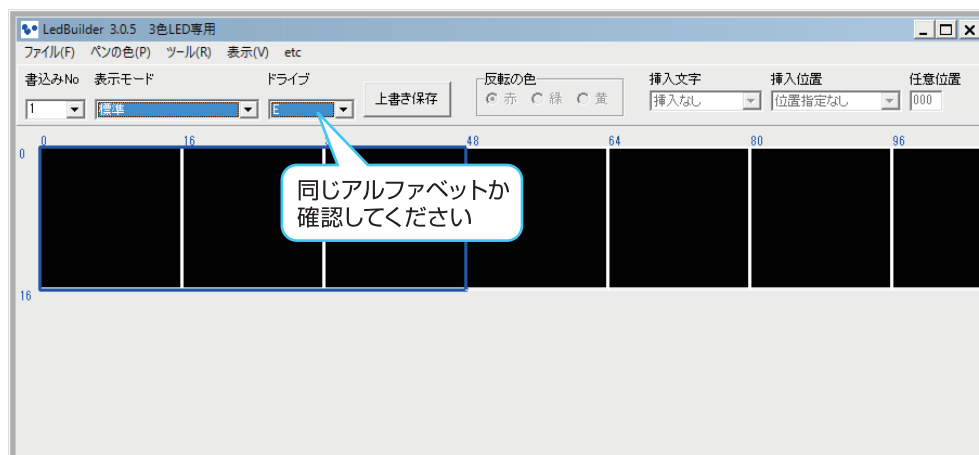 LedBuilder 3.0.5 3色LED専用
ファイル(F) ペンの色(P) ツール(R) 表示(V) etc
書込みNo 表示モード ドライブ 反転の色 挿入文字 挿入位置 任意位置
1 標準 E 上書き保存 赤 緑 黄 挿入なし 位置指定なし 000
0 16 48 64 80 96
0
同じアルファベットか
確認してください
16